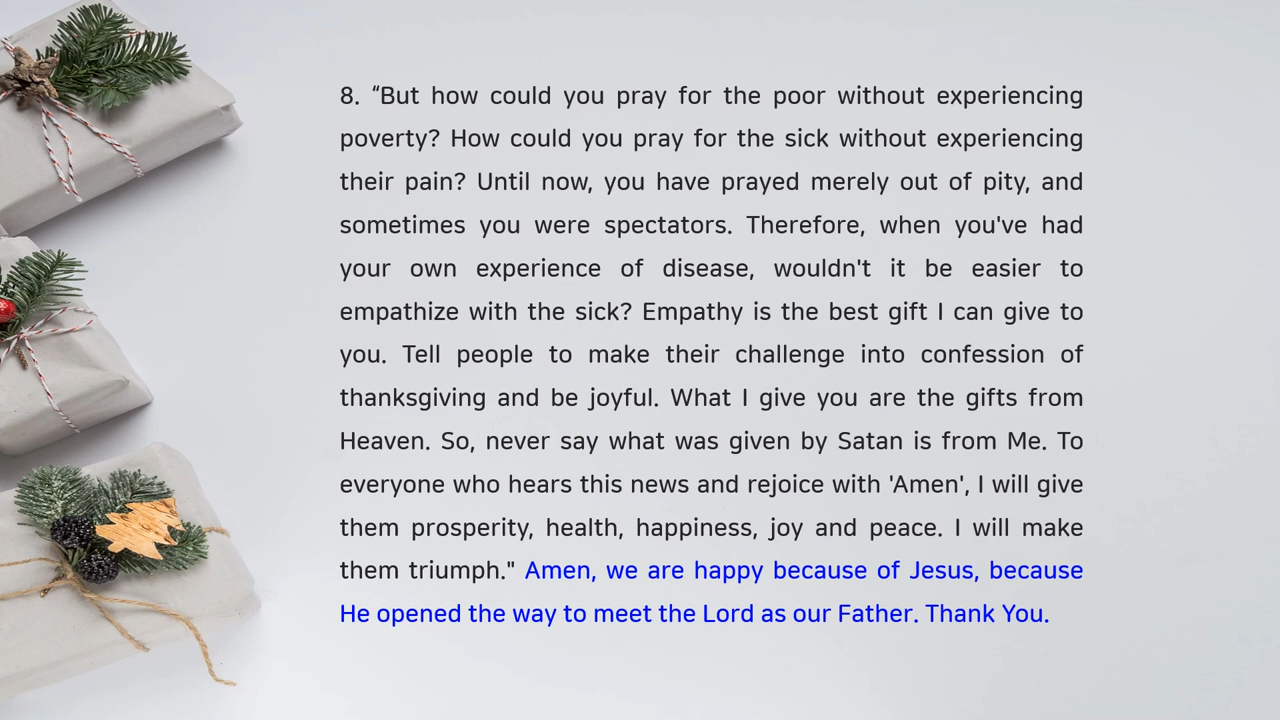 8. “But how could you pray for the poor without experiencing
poverty? How could you pray for the sick without experiencing
their pain? Until now, you have prayed merely out of pity, and
sometimes you were spectators. Therefore, when you've had
your own experience of disease, wouldn't it be easier to
empathize with the sick? Empathy is the best gift I can give to
you. Tell people to make their challenge into confession of
thanksgiving and be joyful. What I give you are the gifts from
Heaven. So, never say what was given by Satan is from Me. To
everyone who hears this news and rejoice with 'Amen', I will give
them prosperity, health, happiness, joy and peace. I will make
them triumph." Amen, we are happy because of Jesus, because
He opened the way to meet the Lord as our Father. Thank You.